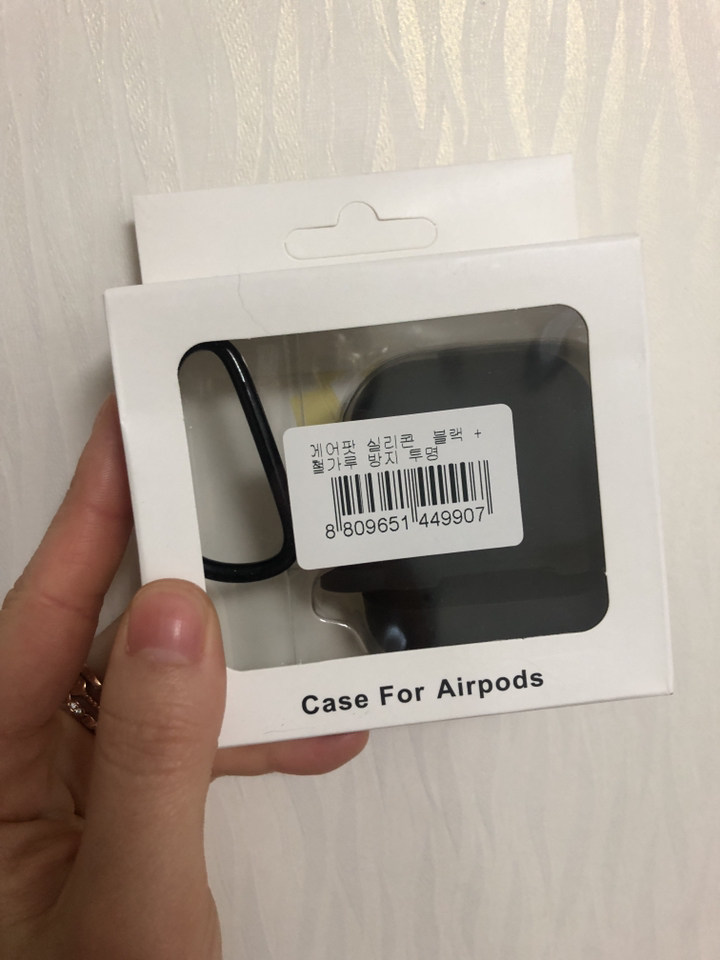 게어팟 실리콘 블랙 +
철가루 방지 투명
8 809651 449907
Case For Airpods